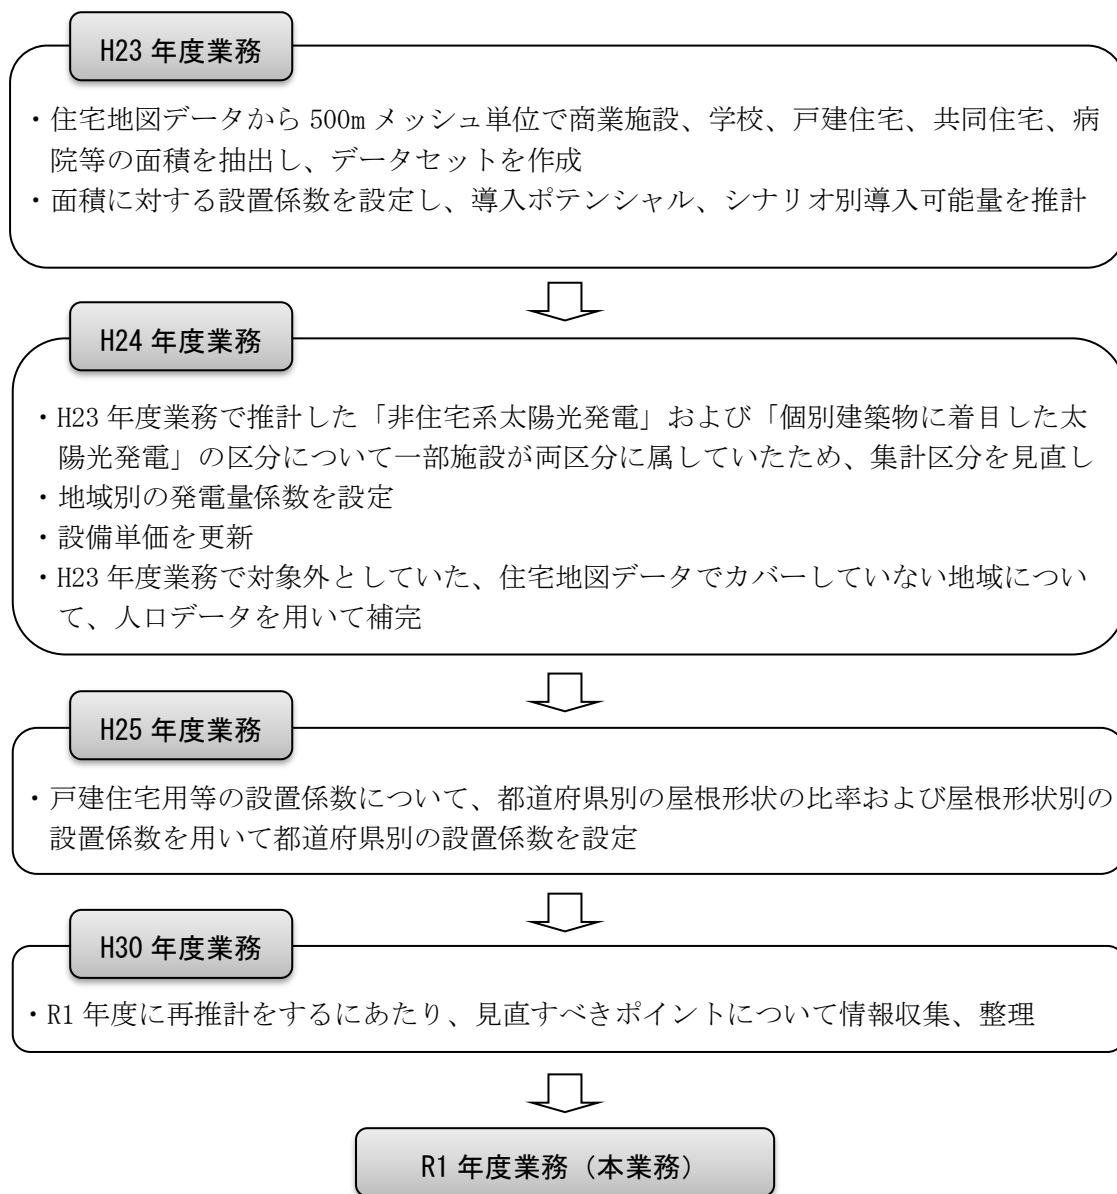 H23 年度業務
・住宅地図データから 500m メッシュ単位で商業施設、学校、戸建住宅、共同住宅、病
院等の面積を抽出し、データセットを作成
・面積に対する設置係数を設定し、導入ポテンシャル、シナリオ別導入可能量を推計
H24 年度業務
・H23 年度業務で推計した「非住宅系太陽光発電」および「個別建築物に着目した太
陽光発電」の区分について一部施設が両区分に属していたため、集計区分を見直し
・地域別の発電量係数を設定
・設備単価を更新
・H23 年度業務で対象外としていた、住宅地図データでカバーしていない地域につい
て、人口データを用いて補完
H25 年度業務
・戸建住宅用等の設置係数について、都道府県別の屋根形状の比率および屋根形状別の
設置係数を用いて都道府県別の設置係数を設定
H30 年度業務
・R1 年度に再推計をするにあたり、見直すべきポイントについて情報収集、整理
R1 年度業務（本業務）